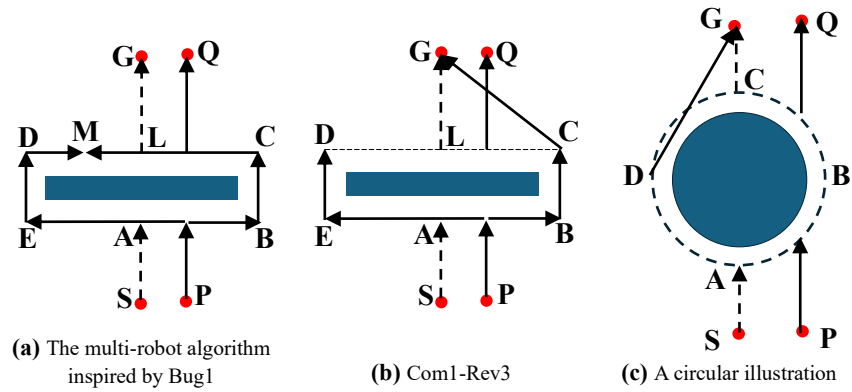 G Q
D M L C
E A B
S P
(a) The multi-robot algorithm
inspired by Bug1
G Q
D L C
E A B
S P
(b) Com1-Rev3
G Q
C
D B
A
S P
(c) A circular illustration